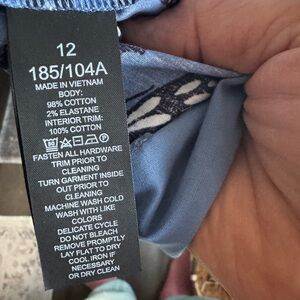 12
185/104A
MADE IN VIETNAM
BODY:
98% COTTON
2% ELASTANE
INTERIOR TRIM:
100% COTTON
FASTEN ALL HARDWARE
TRIM PRIOR TO
CLEANING
TURN GARMENT INSIDE
OUT PRIOR TO
CLEANING
MACHINE WASH COLD
WASH WITH LIKE
COLORS
DELICATE CYCLE
DO NOT BLEACH
REMOVE PROMPTLY
LAY FLAT TO DRY
COOL IRON IF
NECESSARY
OR DRY CLEAN